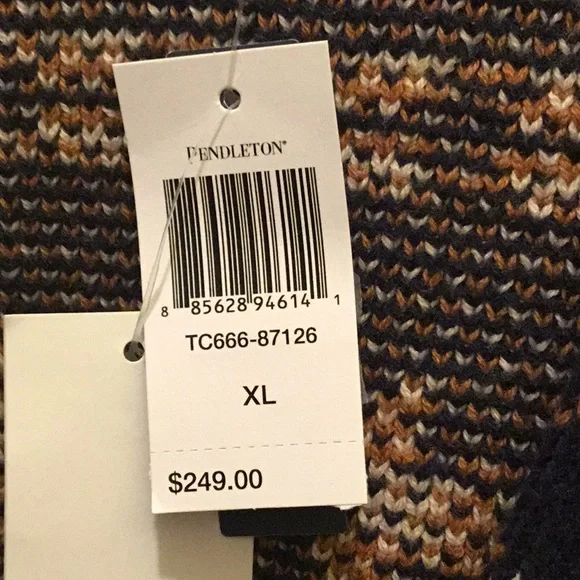 PENDLETON®
8 85628 94614 1
TC666-87126
XL
$249.00